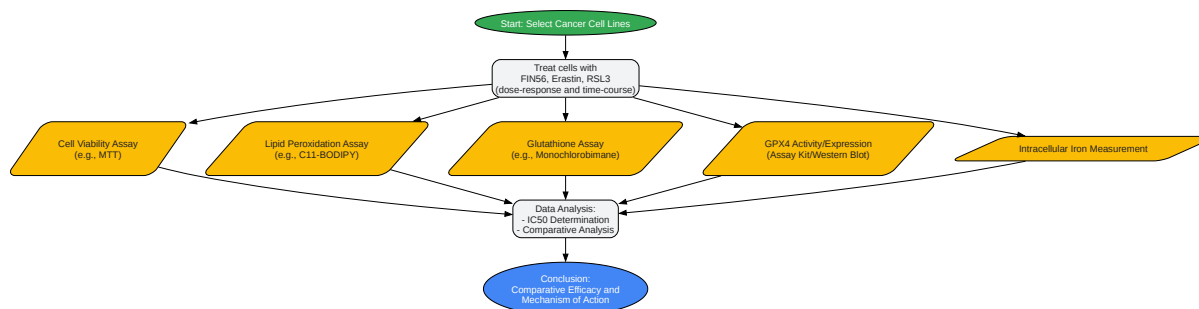 Start: Select Cancer Cell Lines
Treat cells with
FIN56, Erastin, RSL3
(dose-response and time-course)
Cell Viability Assay
(e.g., MTT)
Lipid Peroxidation Assay
(e.g., C11-BODIPY)
Glutathione Assay
(e.g., Monochlorobimane)
GPX4 Activity/Expression
(Assay Kit/Western Blot)
Intracellular Iron Measurement
Data Analysis:
- IC50 Determination
- Comparative Analysis
Conclusion:
Comparative Efficacy and
Mechanism of Action